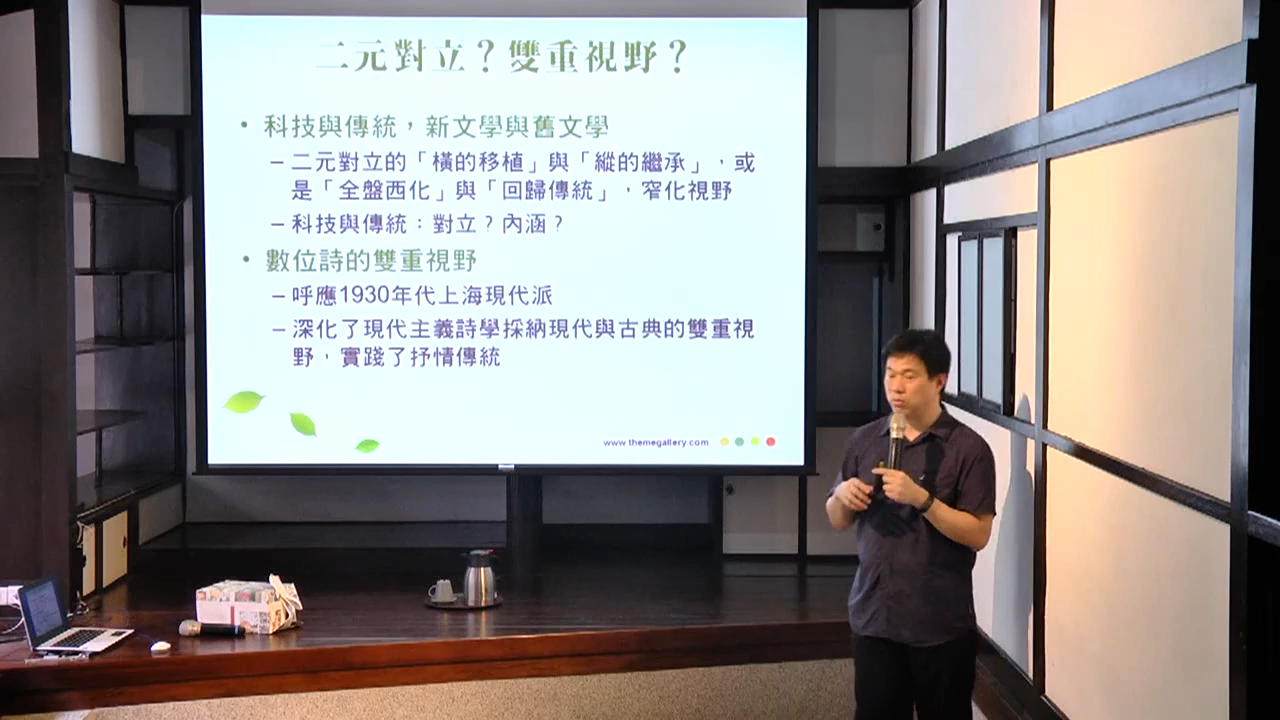 二元對立？雙重視野？
• 科技與傳統，新文學與舊文學
– 二元對立的「橫的移植」與「縱的繼承」，或
是「全盤西化」與「回歸傳統」，窄化視野
– 科技與傳統：對立？內涵？
• 數位詩的雙重視野
– 呼應1930年代上海現代派
– 深化了現代主義詩學採納現代與古典的雙重視
野，實踐了抒情傳統
www.themegallery.com